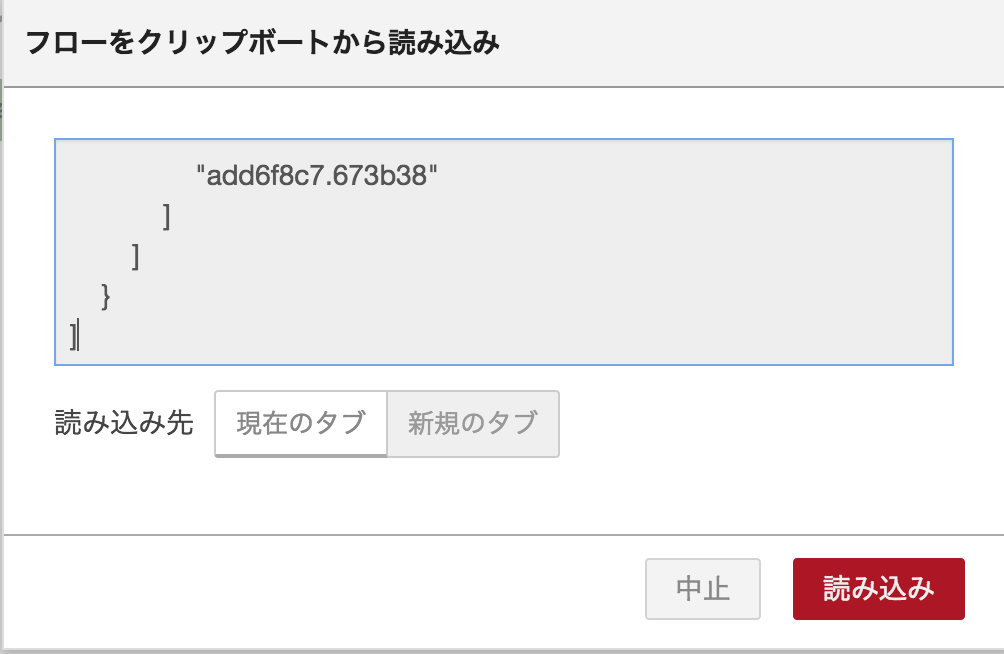 フローをクリップボートから読み込み
"add6f8c7.673b38"
]
]
}
]
読み込み先 現在のタブ 新規のタブ
中止 読み込み